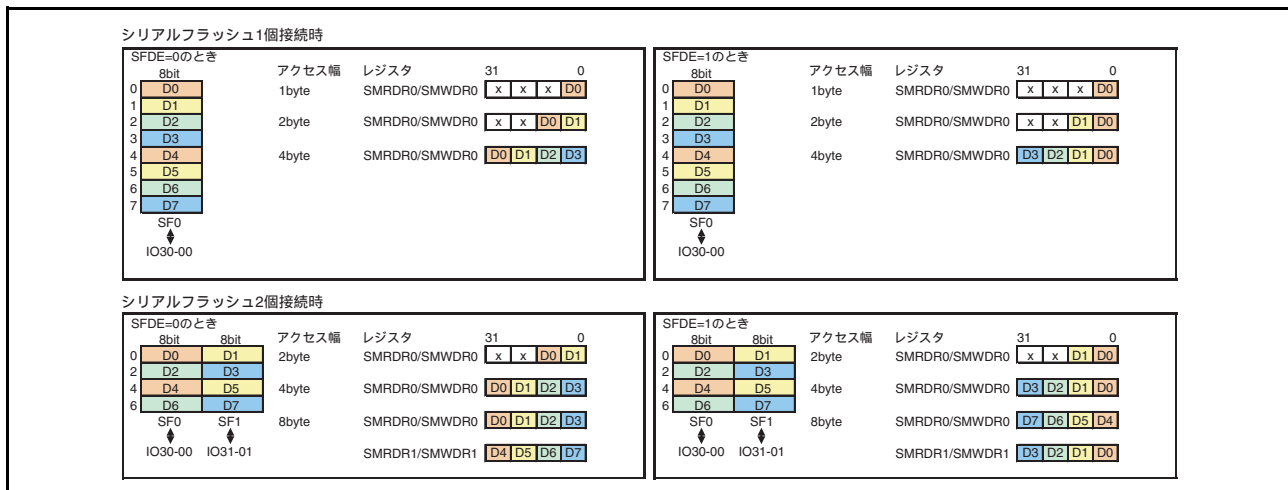 シリアルフラッシュ1個接続時
SFDE=0のとき
8bit アクセス幅 レジスタ 31 0
0 D0 1byte SMRDR0/SMWDR0 x x x D0
1 D1
2 D2 2byte SMRDR0/SMWDR0 x x D0 D1
3 D3
4 D4 4byte SMRDR0/SMWDR0 D0 D1 D2 D3
5 D5
6 D6
7 D7
SF0
IO30-00
SFDE=1のとき
8bit アクセス幅 レジスタ 31 0
0 D0 1byte SMRDR0/SMWDR0 x x x D0
1 D1
2 D2 2byte SMRDR0/SMWDR0 x x D1 D0
3 D3
4 D4 4byte SMRDR0/SMWDR0 D3 D2 D1 D0
5 D5
6 D6
7 D7
SF0
IO30-00
シリアルフラッシュ2個接続時
SFDE=0のとき
8bit 8bit アクセス幅 レジスタ 31 0
0 D0 D1 2byte SMRDR0/SMWDR0 x x D0 D1
2 D2 D3
4 D4 D5 4byte SMRDR0/SMWDR0 D0 D1 D2 D3
6 D6 D7
SF0 SF1 8byte SMRDR0/SMWDR0 D0 D1 D2 D3
IO30-00 IO31-01 SMRDR1/SMWDR1 D4 D5 D6 D7
SFDE=1のとき
8bit 8bit アクセス幅 レジスタ 31 0
0 D0 D1 2byte SMRDR0/SMWDR0 x x D1 D0
2 D2 D3
4 D4 D5 4byte SMRDR0/SMWDR0 D3 D2 D1 D0
6 D6 D7
SF0 SF1 8byte SMRDR0/SMWDR0 D7 D6 D5 D4
IO30-00 IO31-01 SMRDR1/SMWDR1 D3 D2 D1 D0